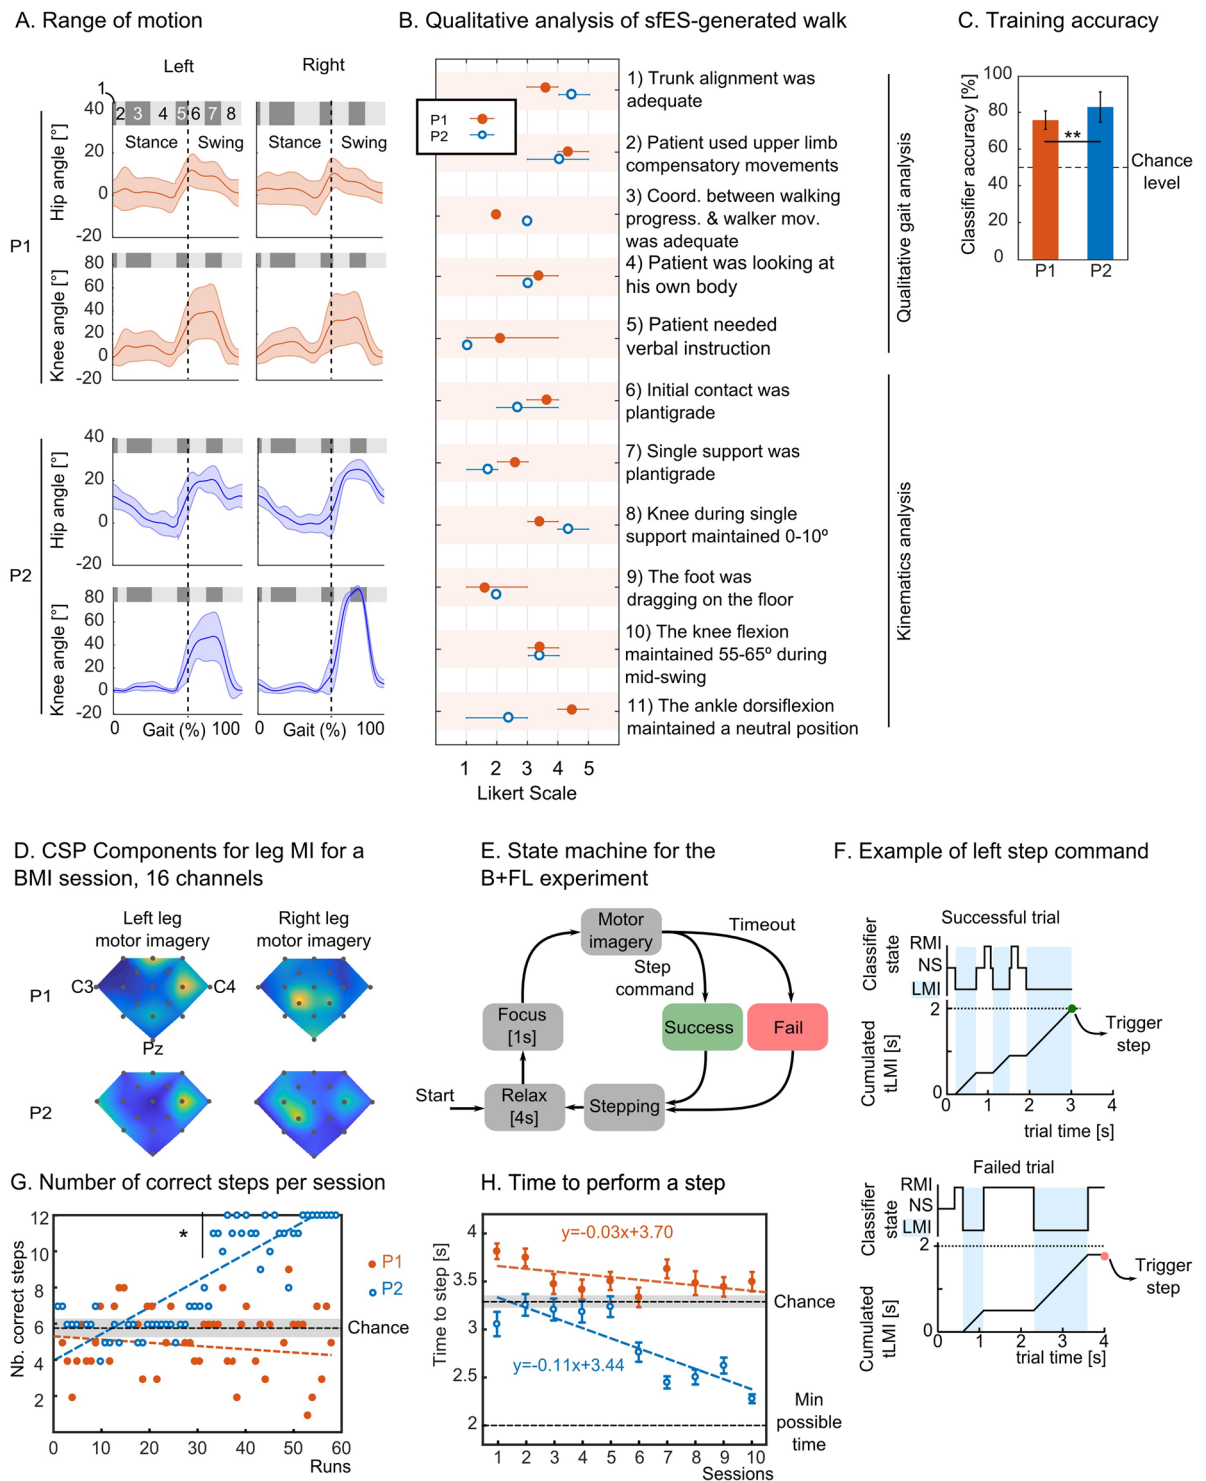 A. Range of motion
Left
Right
1
2 3 4 5 6 7 8
Stance
Swing
Stance
Swing
Hip angle [°]
40
20
0
-20
P1
Knee angle [°]
80
60
40
20
0
-20
Hip angle [°]
40
20
0
-20
P2
Knee angle [°]
80
60
40
20
0
-20
0 Gait (%) 100
0 Gait (%) 100
B. Qualitative analysis of sfES-generated walk
P1
P2
1) Trunk alignment was
adequate
2) Patient used upper limb
compensatory movements
3) Coord. between walking
progress. & walker mov.
was adequate
4) Patient was looking at
his own body
5) Patient needed
verbal instruction
6) Initial contact was
plantigrade
7) Single support was
plantigrade
8) Knee during single
support maintained 0-10º
9) The foot was
dragging on the floor
10) The knee flexion
maintained 55-65º during
mid-swing
11) The ankle dorsiflexion
maintained a neutral position
1 2 3 4 5
Likert Scale
Qualitative gait analysis
Kinematics analysis
C. Training accuracy
Classifier accuracy [%]
100
80
60
40
20
0
**
Chance
level
P1
P2
D. CSP Components for leg MI for a
BMI session, 16 channels
Left leg
motor imagery
Right leg
motor imagery
P1
C3
C4
Pz
P2
E. State machine for the
B+FL experiment
Motor
imagery
Timeout
Step
command
Focus
[1s]
Success
Fail
Start
Relax
[4s]
Stepping
F. Example of left step command
Successful trial
Classifier
state
RMI
NS
LMI
Cumulated
tLMI [s]
2
0
Trigger
step
0 1 2 3 4
trial time [s]
Failed trial
Classifier
state
RMI
NS
LMI
Cumulated
tLMI [s]
2
0
Trigger
step
0 1 2 3 4
trial time [s]
G. Number of correct steps per session
Nb. correct steps
12
10
8
6
4
2
*
P1
P2
Chance
0 10 20 30 40 50 60
Runs
H. Time to perform a step
Time to step [s]
4
3.5
3
2.5
2
y=-0.03x+3.70
y=-0.11x+3.44
Chance
Min
possible
time
1 2 3 4 5 6 7 8 9 10
Sessions